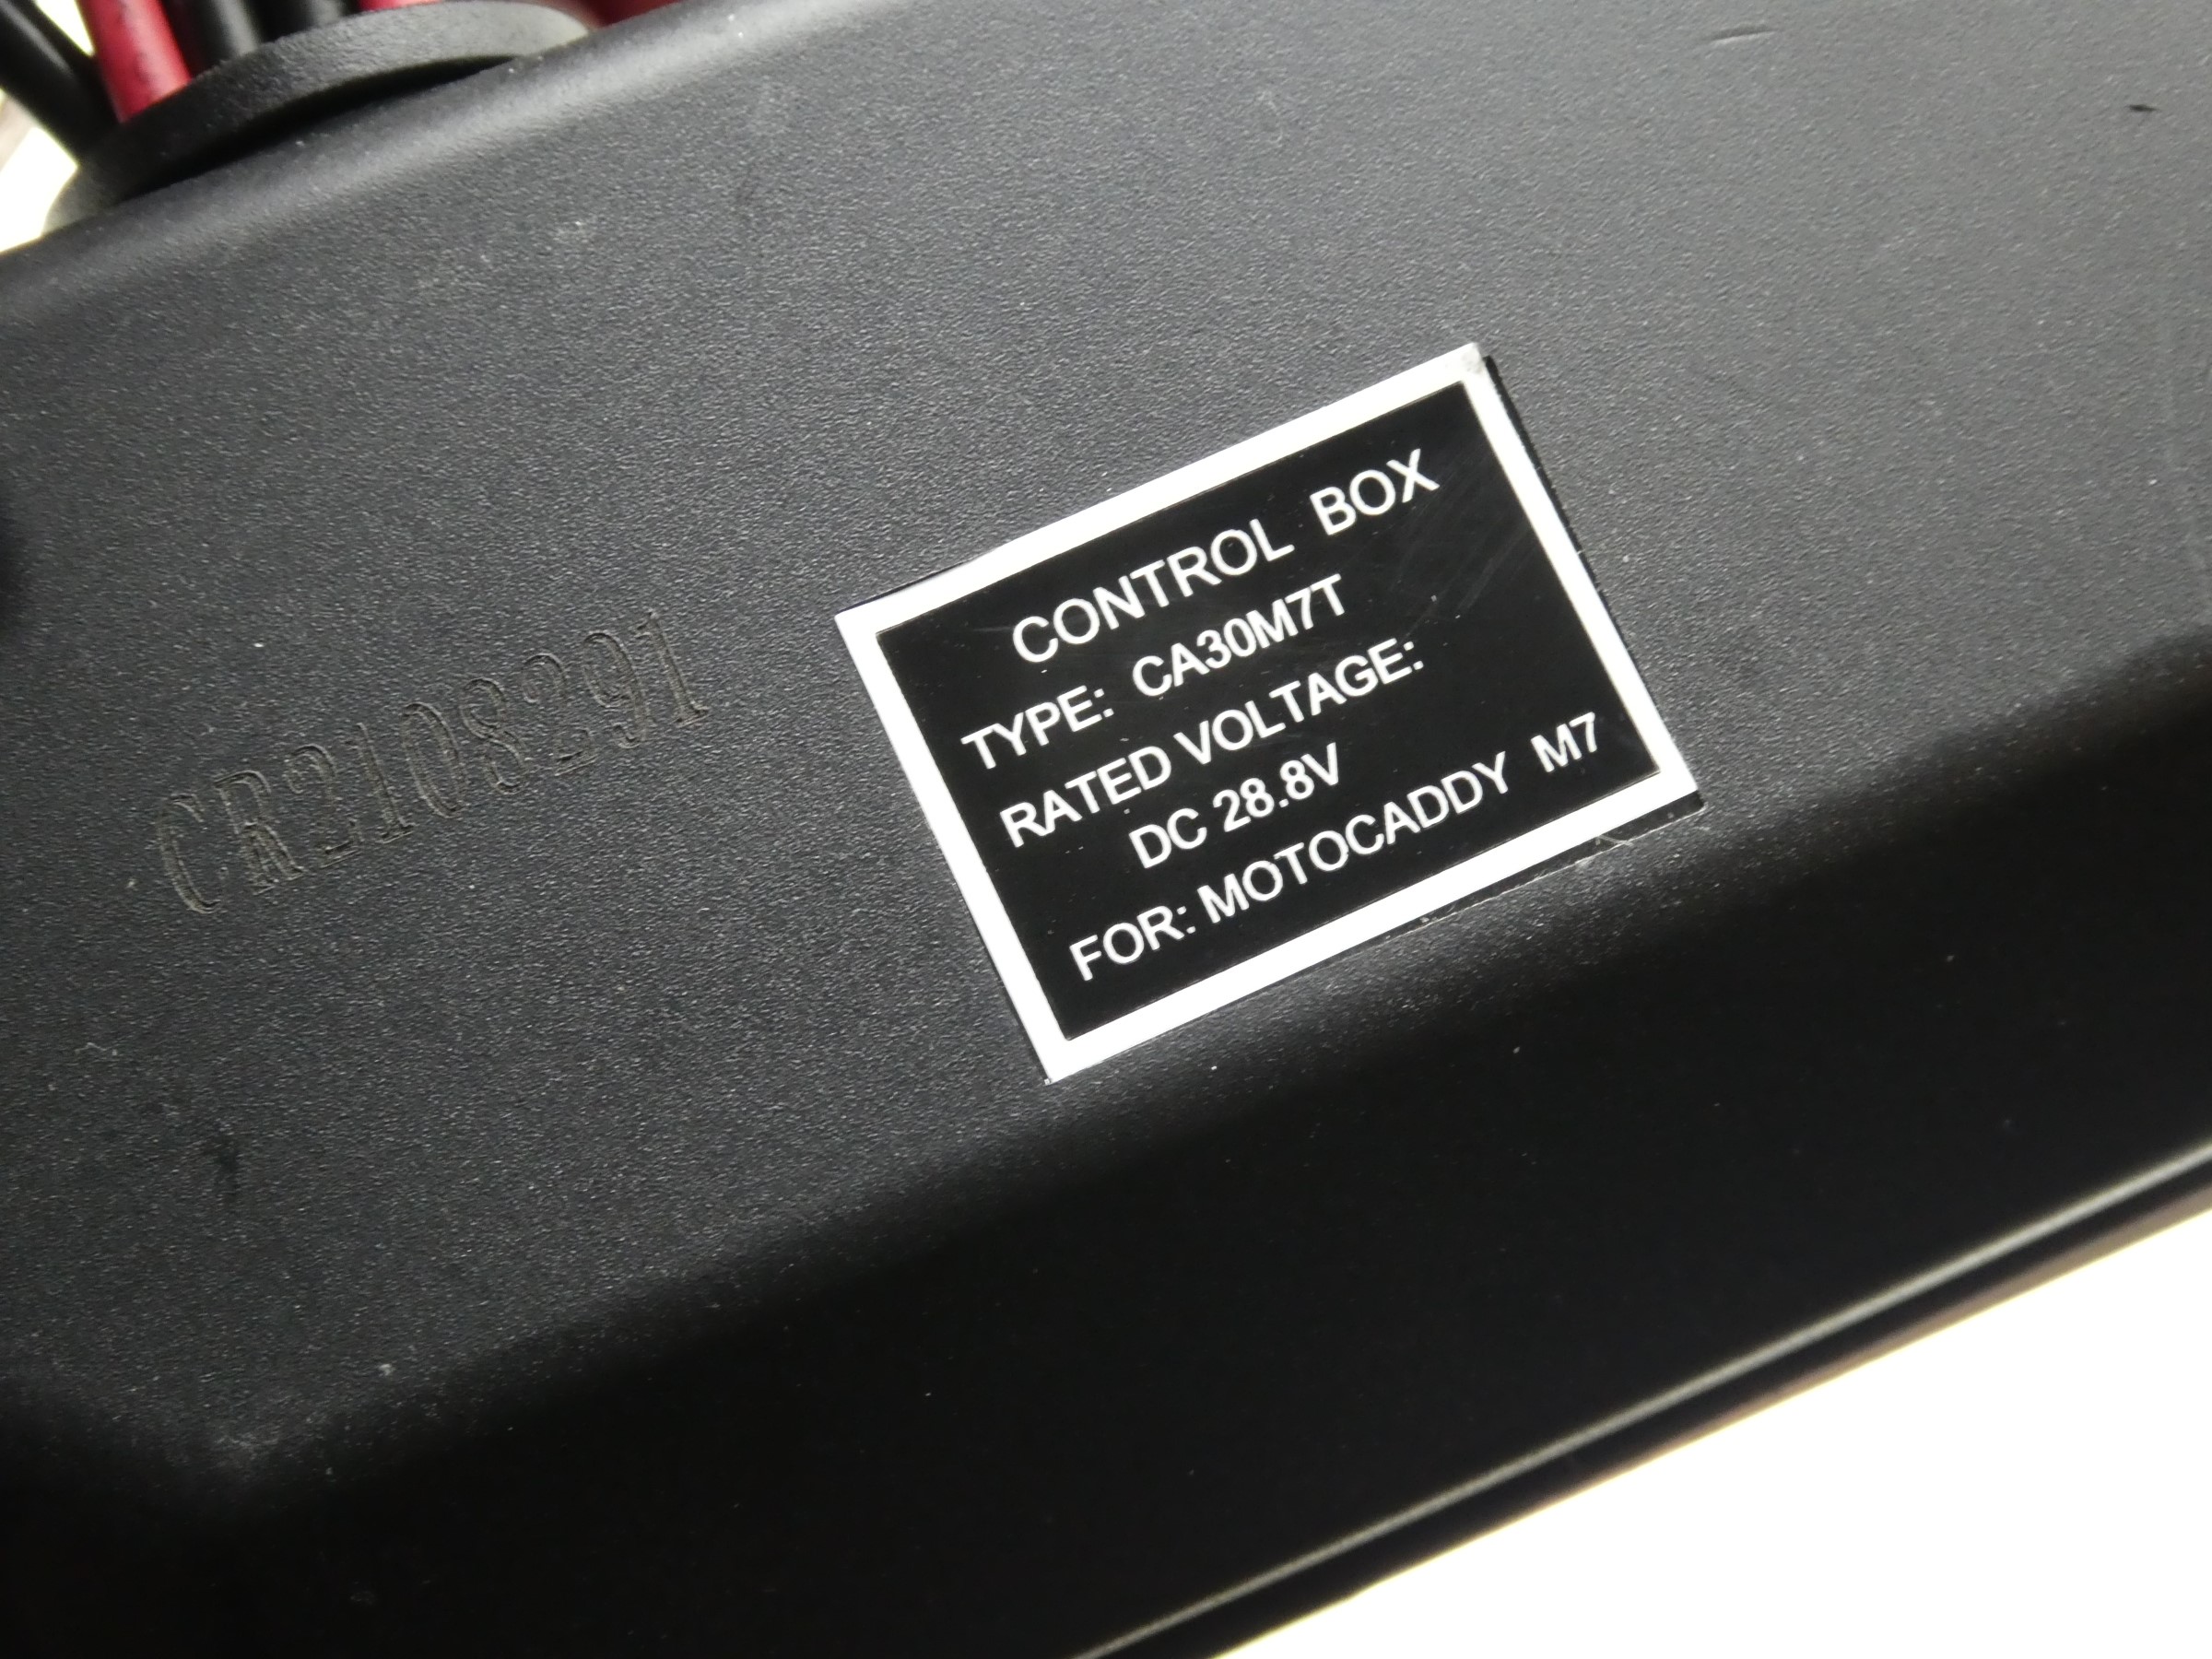 CONTROL BOX
TYPE: CA30M7T
RATED VOLTAGE:
DC 28.8V
FOR: MOTOCADDY M7
CR2108291